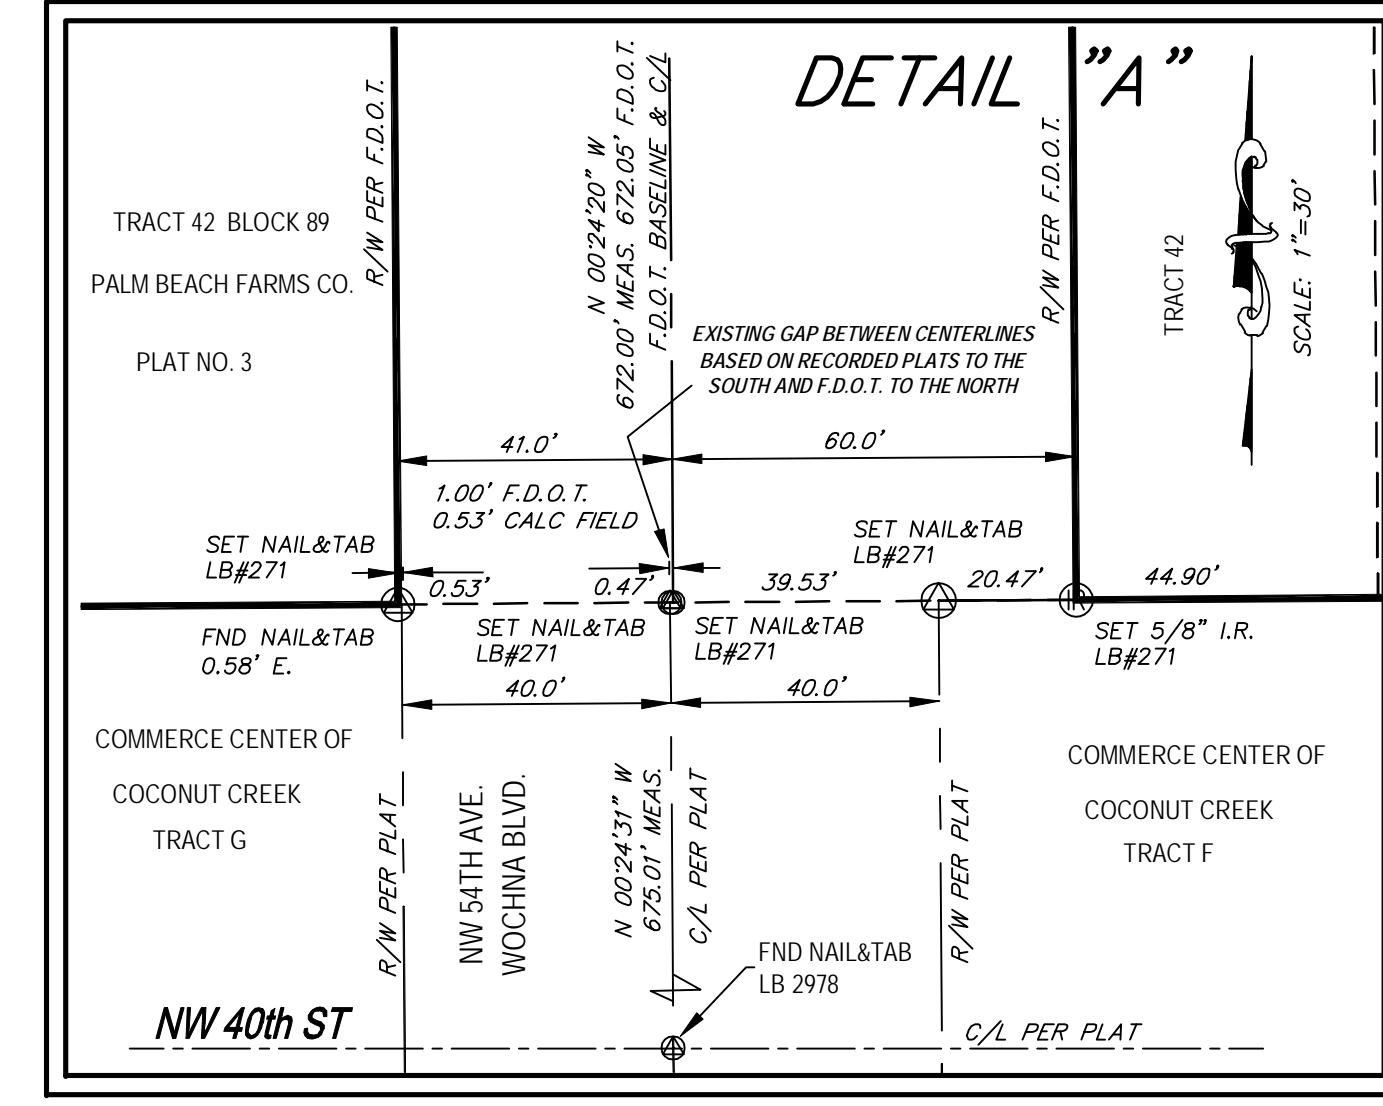 DETAIL "A"
R/W PER F.D.O.T.
N 00°24'20" W
672.00' MEAS. 672.05' F.D.O.T.
F.D.O.T. BASELINE & C/L
R/W PER F.D.O.T.
TRACT 42
SCALE: 1"=30'
TRACT 42 BLOCK 89
PALM BEACH FARMS CO.
PLAT NO. 3
EXISTING GAP BETWEEN CENTERLINES
BASED ON RECORDED PLATS TO THE
SOUTH AND F.D.O.T. TO THE NORTH
41.0'
60.0'
1.00' F.D.O.T.
0.53' CALC FIELD
SET NAIL&TAB
LB#271
SET NAIL&TAB
LB#271
0.53'
0.47'
39.53'
20.47'
44.90'
FND NAIL&TAB
0.58' E.
SET NAIL&TAB
LB#271
SET NAIL&TAB
LB#271
SET 5/8" I.R.
LB#271
40.0'
40.0'
COMMERCE CENTER OF
COCONUT CREEK
TRACT G
R/W PER PLAT
NW 54TH AVE.
WOCHNA BLVD.
N 00°24'31" W
675.01' MEAS.
C/L PER PLAT
R/W PER PLAT
COMMERCE CENTER OF
COCONUT CREEK
TRACT F
FND NAIL&TAB
LB 2978
NW 40th ST
C/L PER PLAT